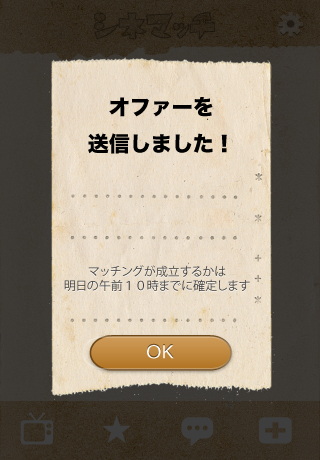 シネマッチ
オファーを
送信しました！
マッチングが成立するかは
明日の午前１０時までに確定します
OK